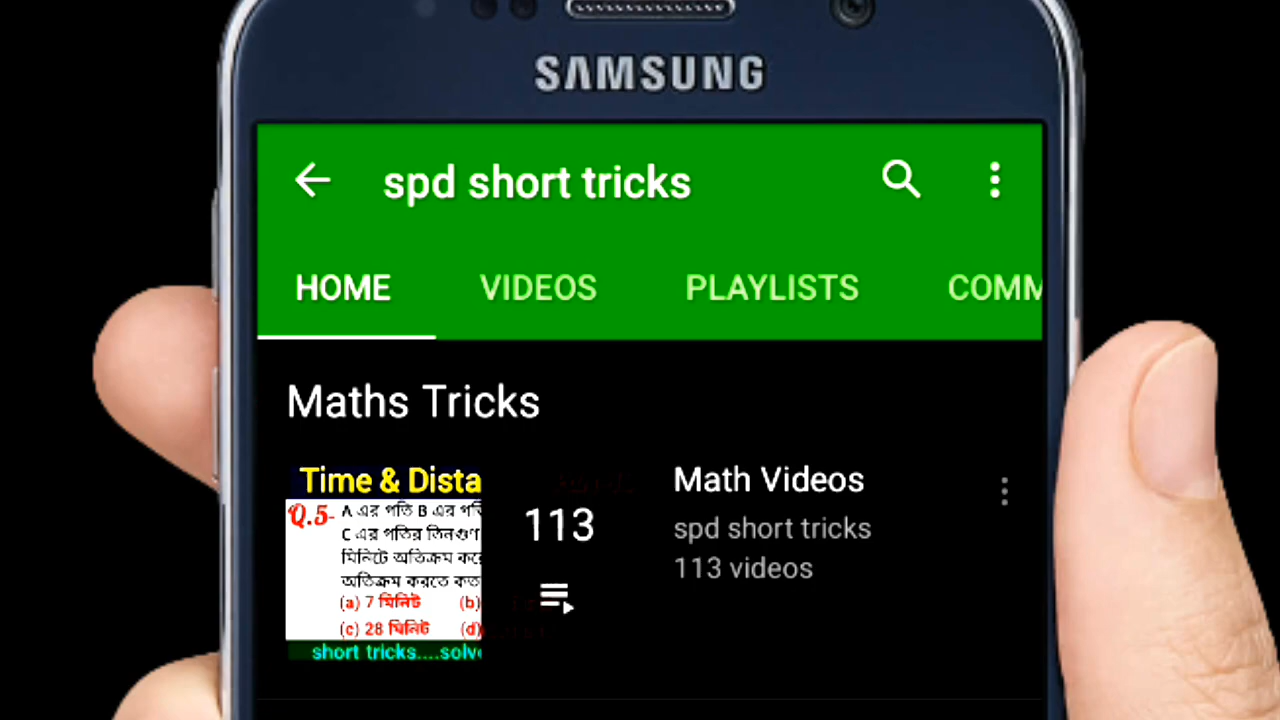 SAMSUNG
spd short tricks
HOME VIDEOS PLAYLISTS COMM
Maths Tricks
Time & Dista
Q.5- A এর গতি B এর গতি
C এর গতির তিনগুণ
মিনিটে অতিক্রম করে
অতিক্রম করতে কত
(a) 7 মিনিট (b)
(c) 28 মিনিট (d)
short tricks....solve
113
Math Videos
spd short tricks
113 videos